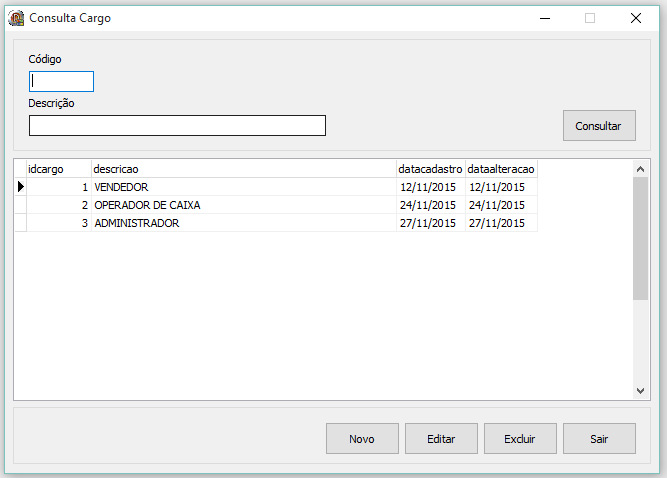 Consulta Cargo
Código
Descrição
Consultar
idcargo descricao datacadastro dataalteracao
1 VENDEDOR 12/11/2015 12/11/2015
2 OPERADOR DE CAIXA 24/11/2015 24/11/2015
3 ADMINISTRADOR 27/11/2015 27/11/2015
Novo Editar Excluir Sair